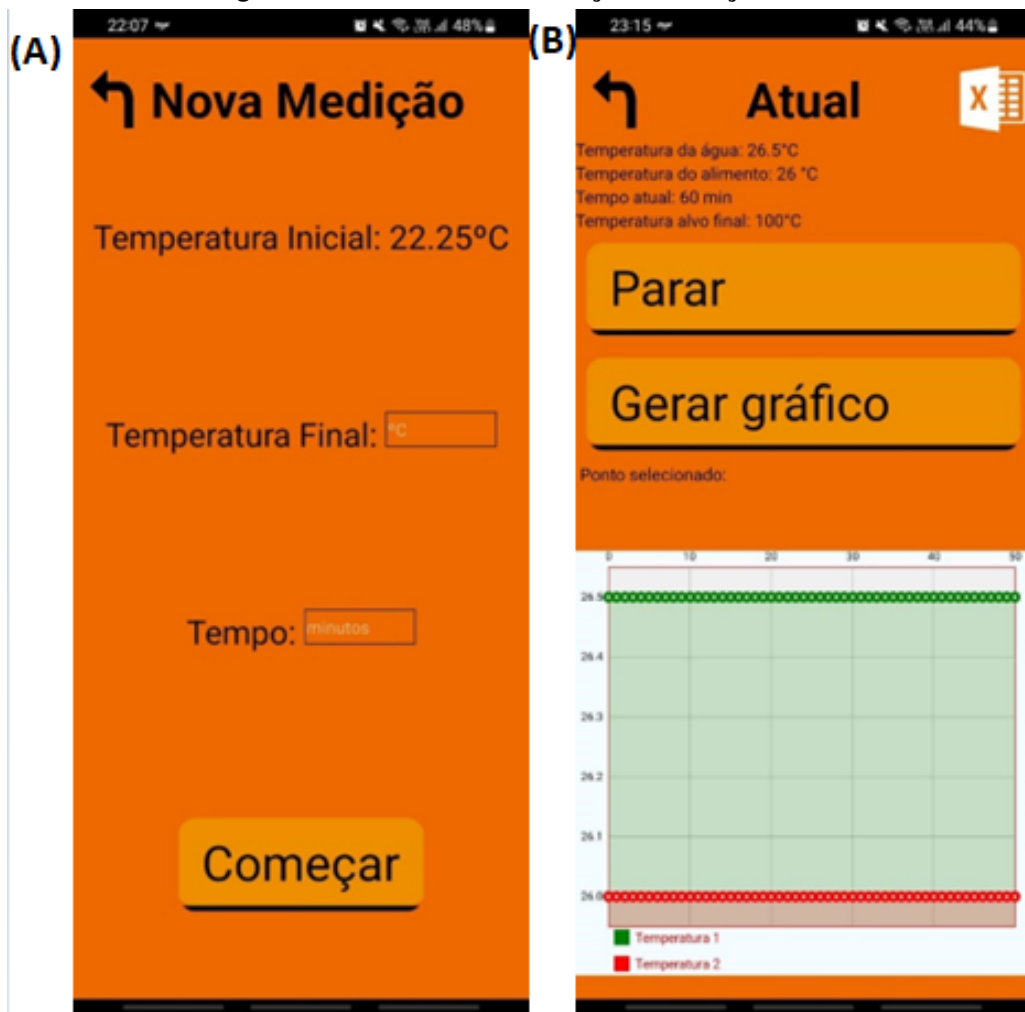 (A)
22:07
48%
Nova Medição
Temperatura Inicial: 22.25ºC
Temperatura Final: ºC
Tempo: minutos
Começar
(B)
23:15
44%
Atual
X
Temperatura da água: 26.5°C
Temperatura do alimento: 26 °C
Tempo atual: 60 min
Temperatura alvo final: 100°C
Parar
Gerar gráfico
Ponto selecionado:
0 10 20 30 40 50
26.5
26.4
26.3
26.2
26.1
26.0
Temperatura 1
Temperatura 2